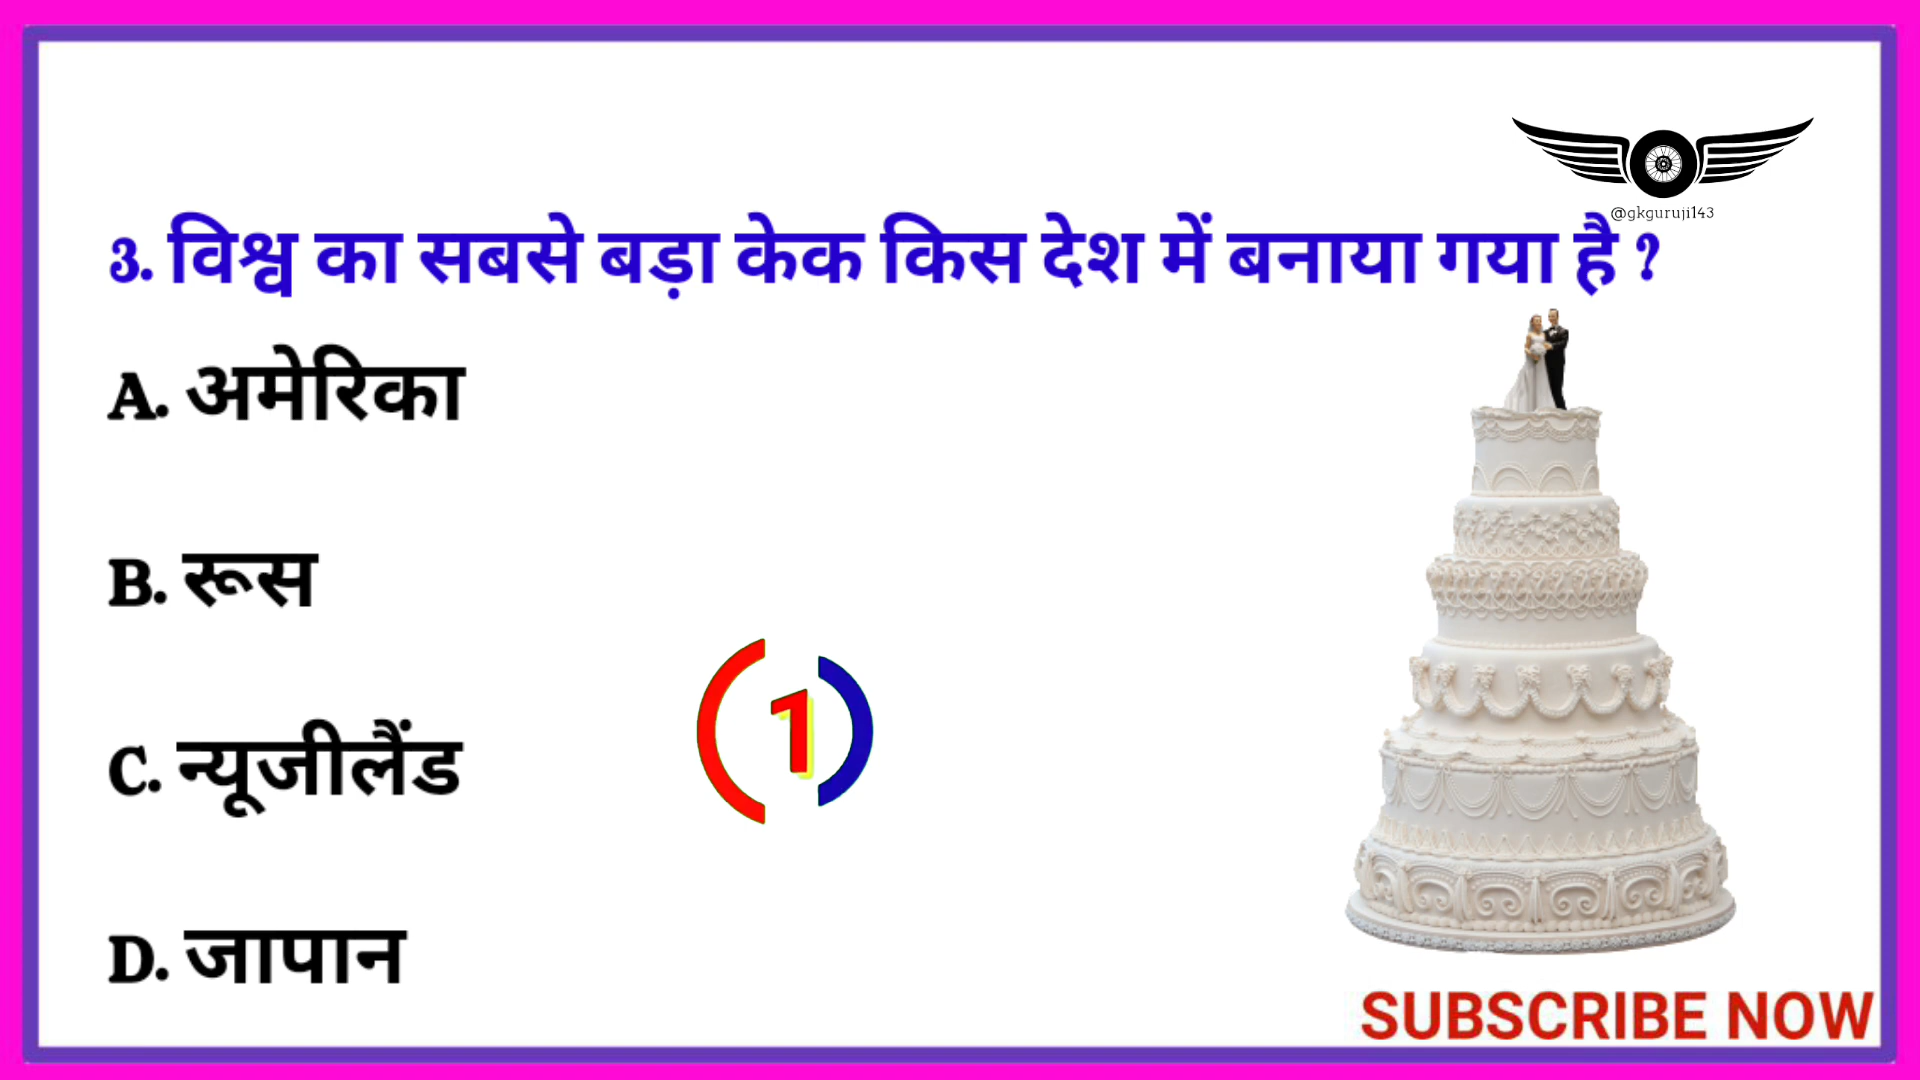 @gkguruji143
3. विश्व का सबसे बड़ा केक किस देश में बनाया गया है ?
A. अमेरिका
B. रूस
C. न्यूजीलैंड
1
D. जापान
SUBSCRIBE NOW